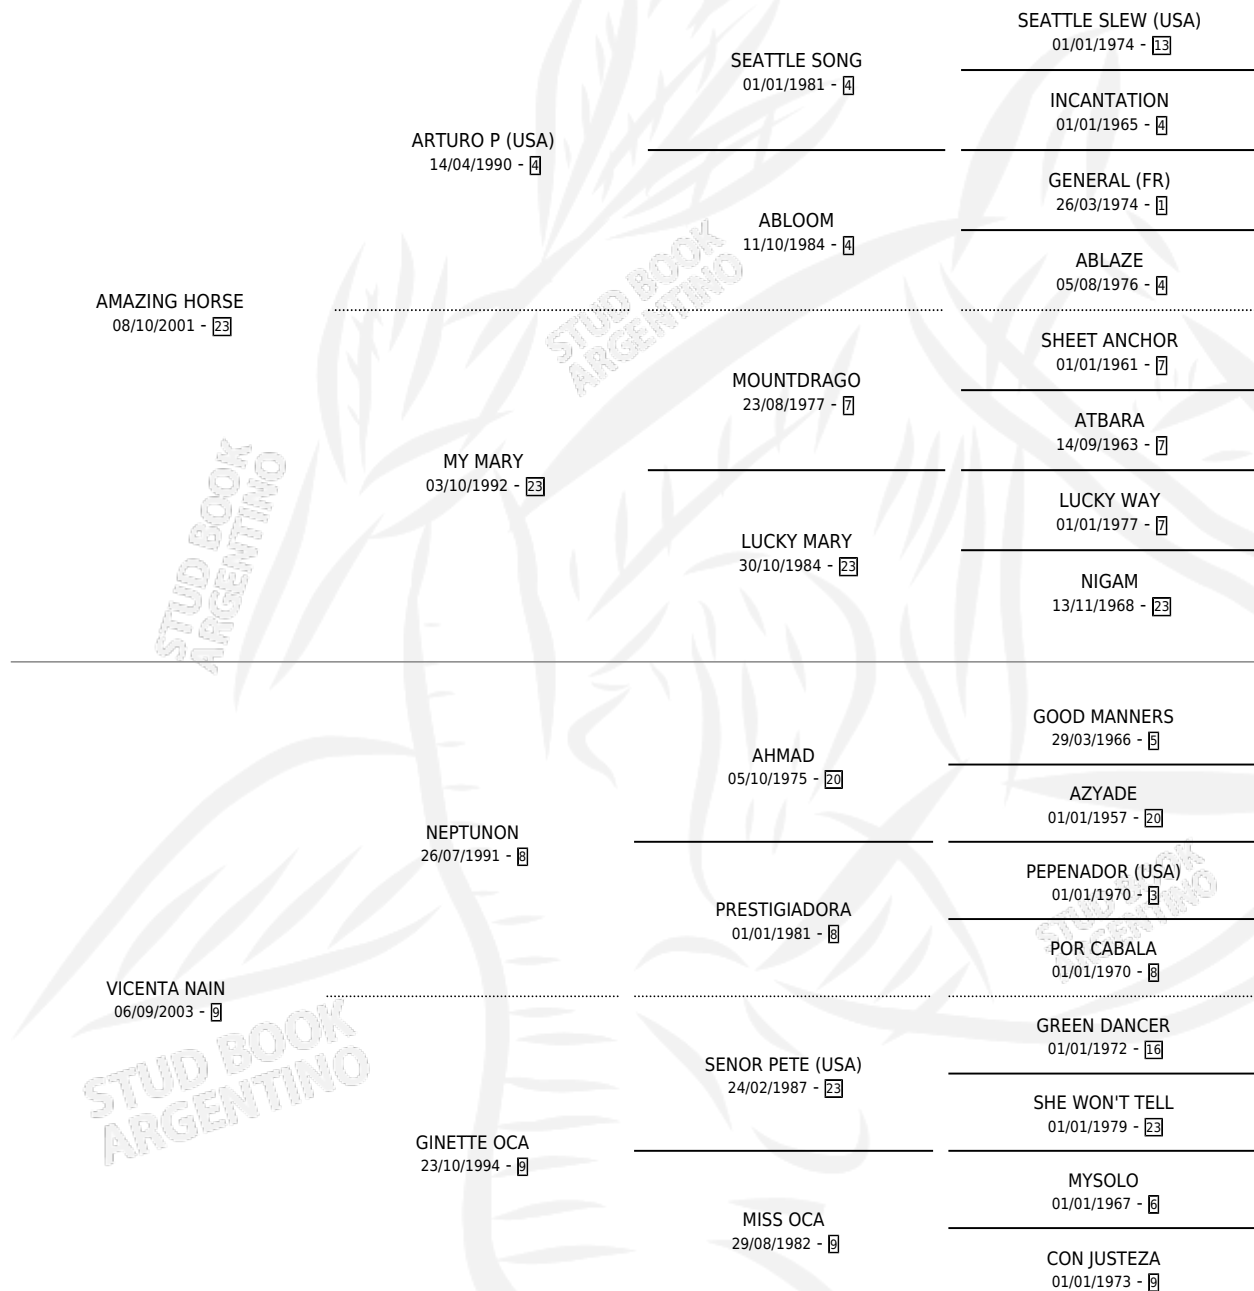 SEATTLE SLEW (USA)
01/01/1974 - 13
SEATTLE SONG
01/01/1981 - 4
INCANTATION
01/01/1965 - 4
ARTURO P (USA)
14/04/1990 - 4
GENERAL (FR)
26/03/1974 - 1
ABLOOM
11/10/1984 - 4
ABLAZE
05/08/1976 - 4
AMAZING HORSE
08/10/2001 - 23
STUD BOOK
ARGENTINO
SHEET ANCHOR
01/01/1961 - 7
MOUNTDRAGO
23/08/1977 - 7
ATBARA
14/09/1963 - 7
MY MARY
03/10/1992 - 23
LUCKY WAY
01/01/1977 - 7
LUCKY MARY
30/10/1984 - 23
NIGAM
13/11/1968 - 23
STUD BOOK
ARGENTINO
GOOD MANNERS
29/03/1966 - 5
AHMAD
05/10/1975 - 20
AZYADE
01/01/1957 - 20
NEPTUNON
26/07/1991 - 8
PEPENADOR (USA)
01/01/1970 - 3
PRESTIGIADORA
01/01/1981 - 8
STUD BOOK
ARGENTINO
POR CABALA
01/01/1970 - 8
VICENTA NAIN
06/09/2003 - 9
GREEN DANCER
01/01/1972 - 16
SENOR PETE (USA)
24/02/1987 - 23
SHE WON'T TELL
01/01/1979 - 23
STUD BOOK
ARGENTINO
GINETTE OCA
23/10/1994 - 9
MYSOLO
01/01/1967 - 6
MISS OCA
29/08/1982 - 9
CON JUSTEZA
01/01/1973 - 9